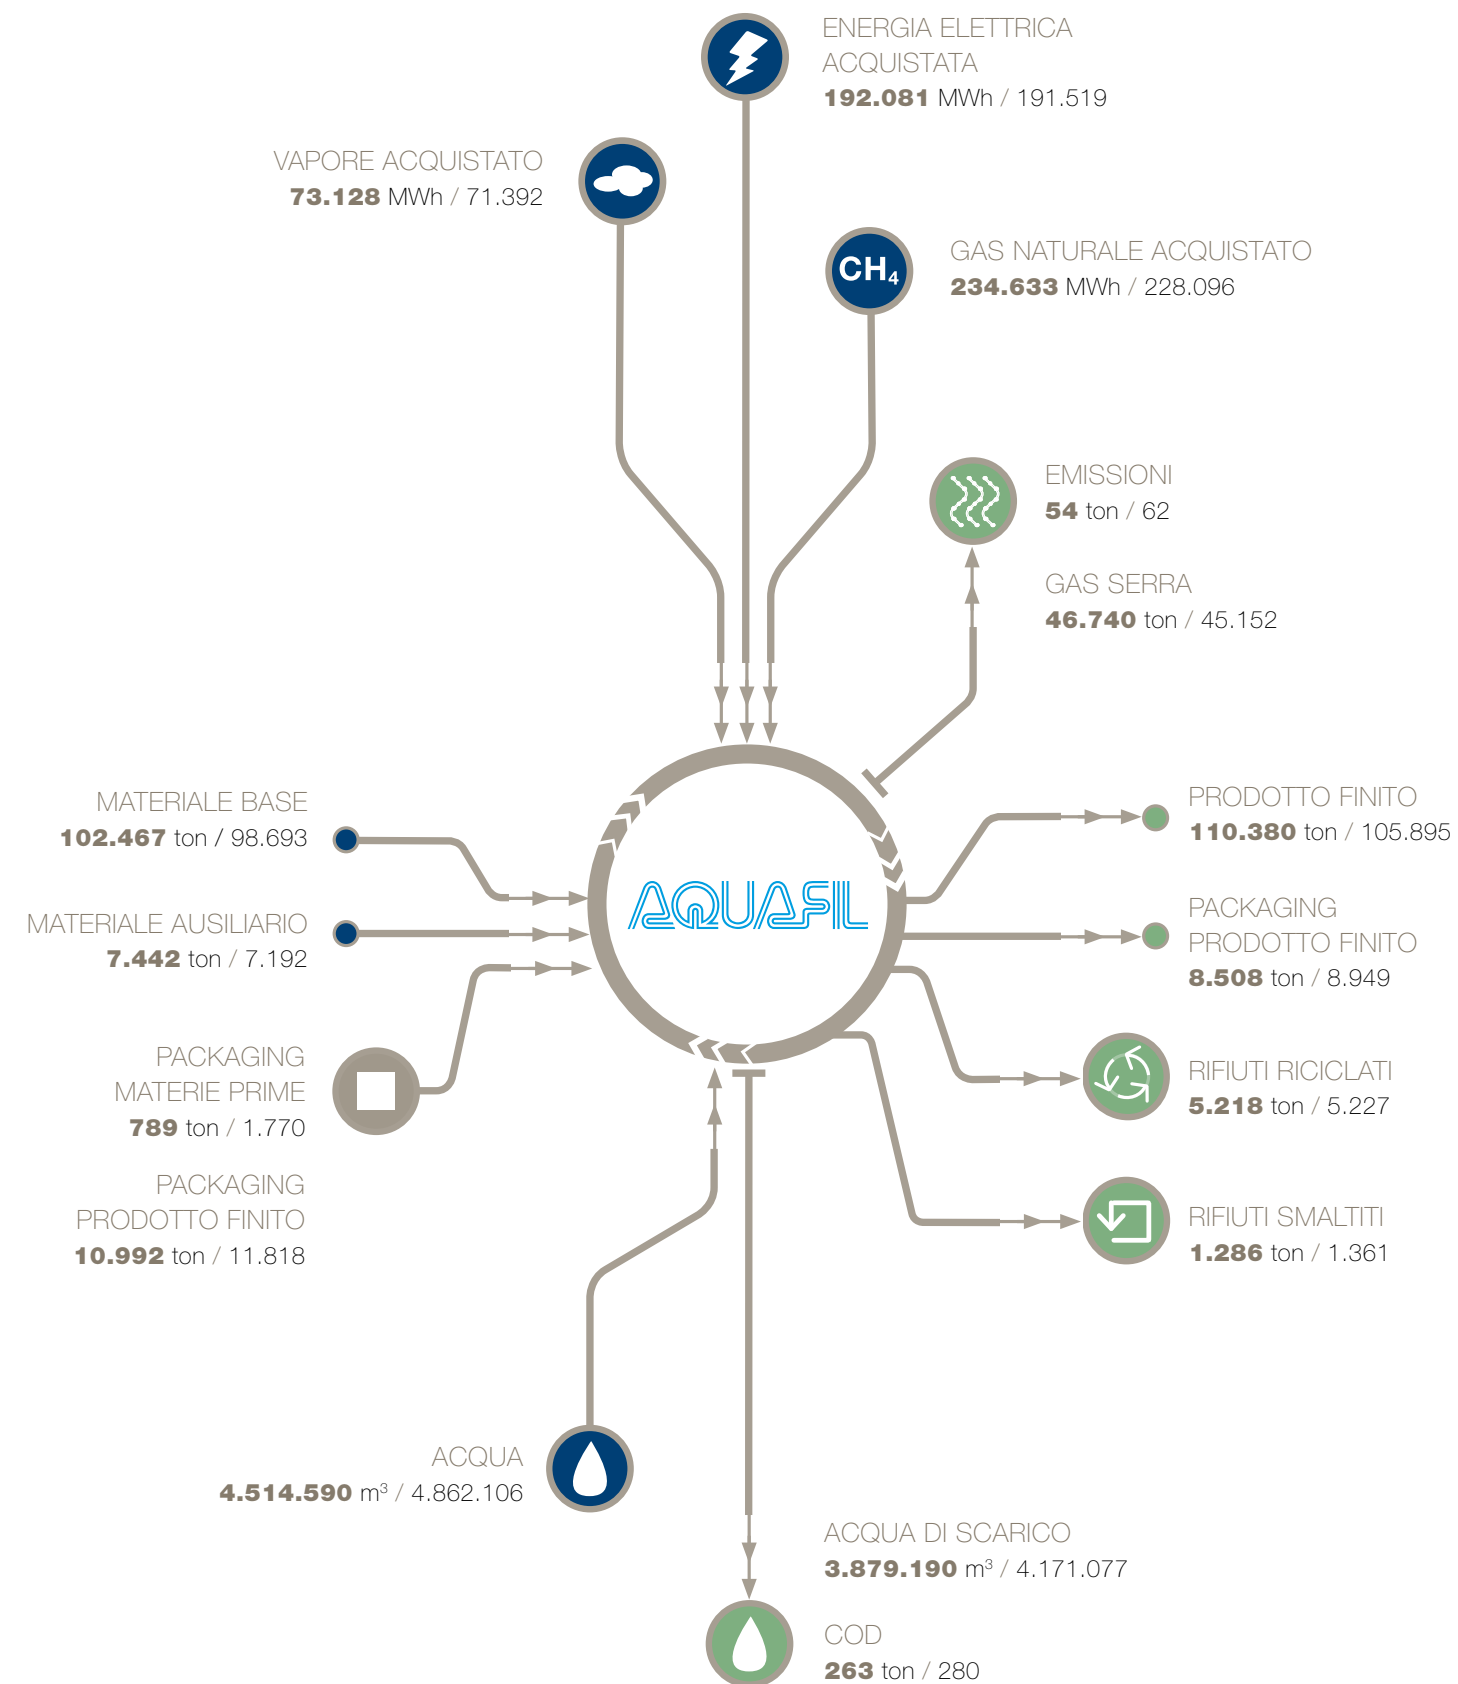 ENERGIA ELETTRICA
ACQUISTATA
192.081 MWh / 191.519
VAPORE ACQUISTATO
73.128 MWh / 71.392
CH₄
GAS NATURALE ACQUISTATO
234.633 MWh / 228.096
EMISSIONI
54 ton / 62
GAS SERRA
46.740 ton / 45.152
MATERIALE BASE
102.467 ton / 98.693
MATERIALE AUSILIARIO
7.442 ton / 7.192
PACKAGING
MATERIE PRIME
789 ton / 1.770
PACKAGING
PRODOTTO FINITO
10.992 ton / 11.818
AQUAFIL
PRODOTTO FINITO
110.380 ton / 105.895
PACKAGING
PRODOTTO FINITO
8.508 ton / 8.949
RIFIUTI RICICLATI
5.218 ton / 5.227
RIFIUTI SMALTITI
1.286 ton / 1.361
ACQUA
4.514.590 m³ / 4.862.106
ACQUA DI SCARICO
3.879.190 m³ / 4.171.077
COD
263 ton / 280